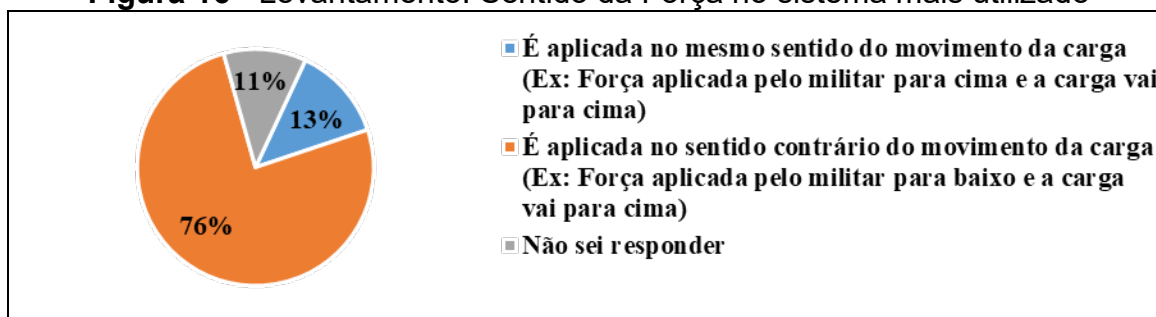 É aplicada no mesmo sentido do movimento da carga
(Ex: Força aplicada pelo militar para cima e a carga vai
para cima)
11%
13%
É aplicada no sentido contrário do movimento da carga
(Ex: Força aplicada pelo militar para baixo e a carga
vai para cima)
76%
Não sei responder